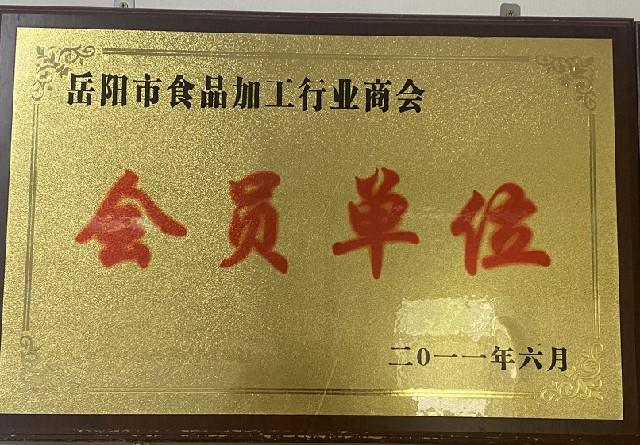 岳阳市食品加工行业商会
会员单位
二0一一年六月